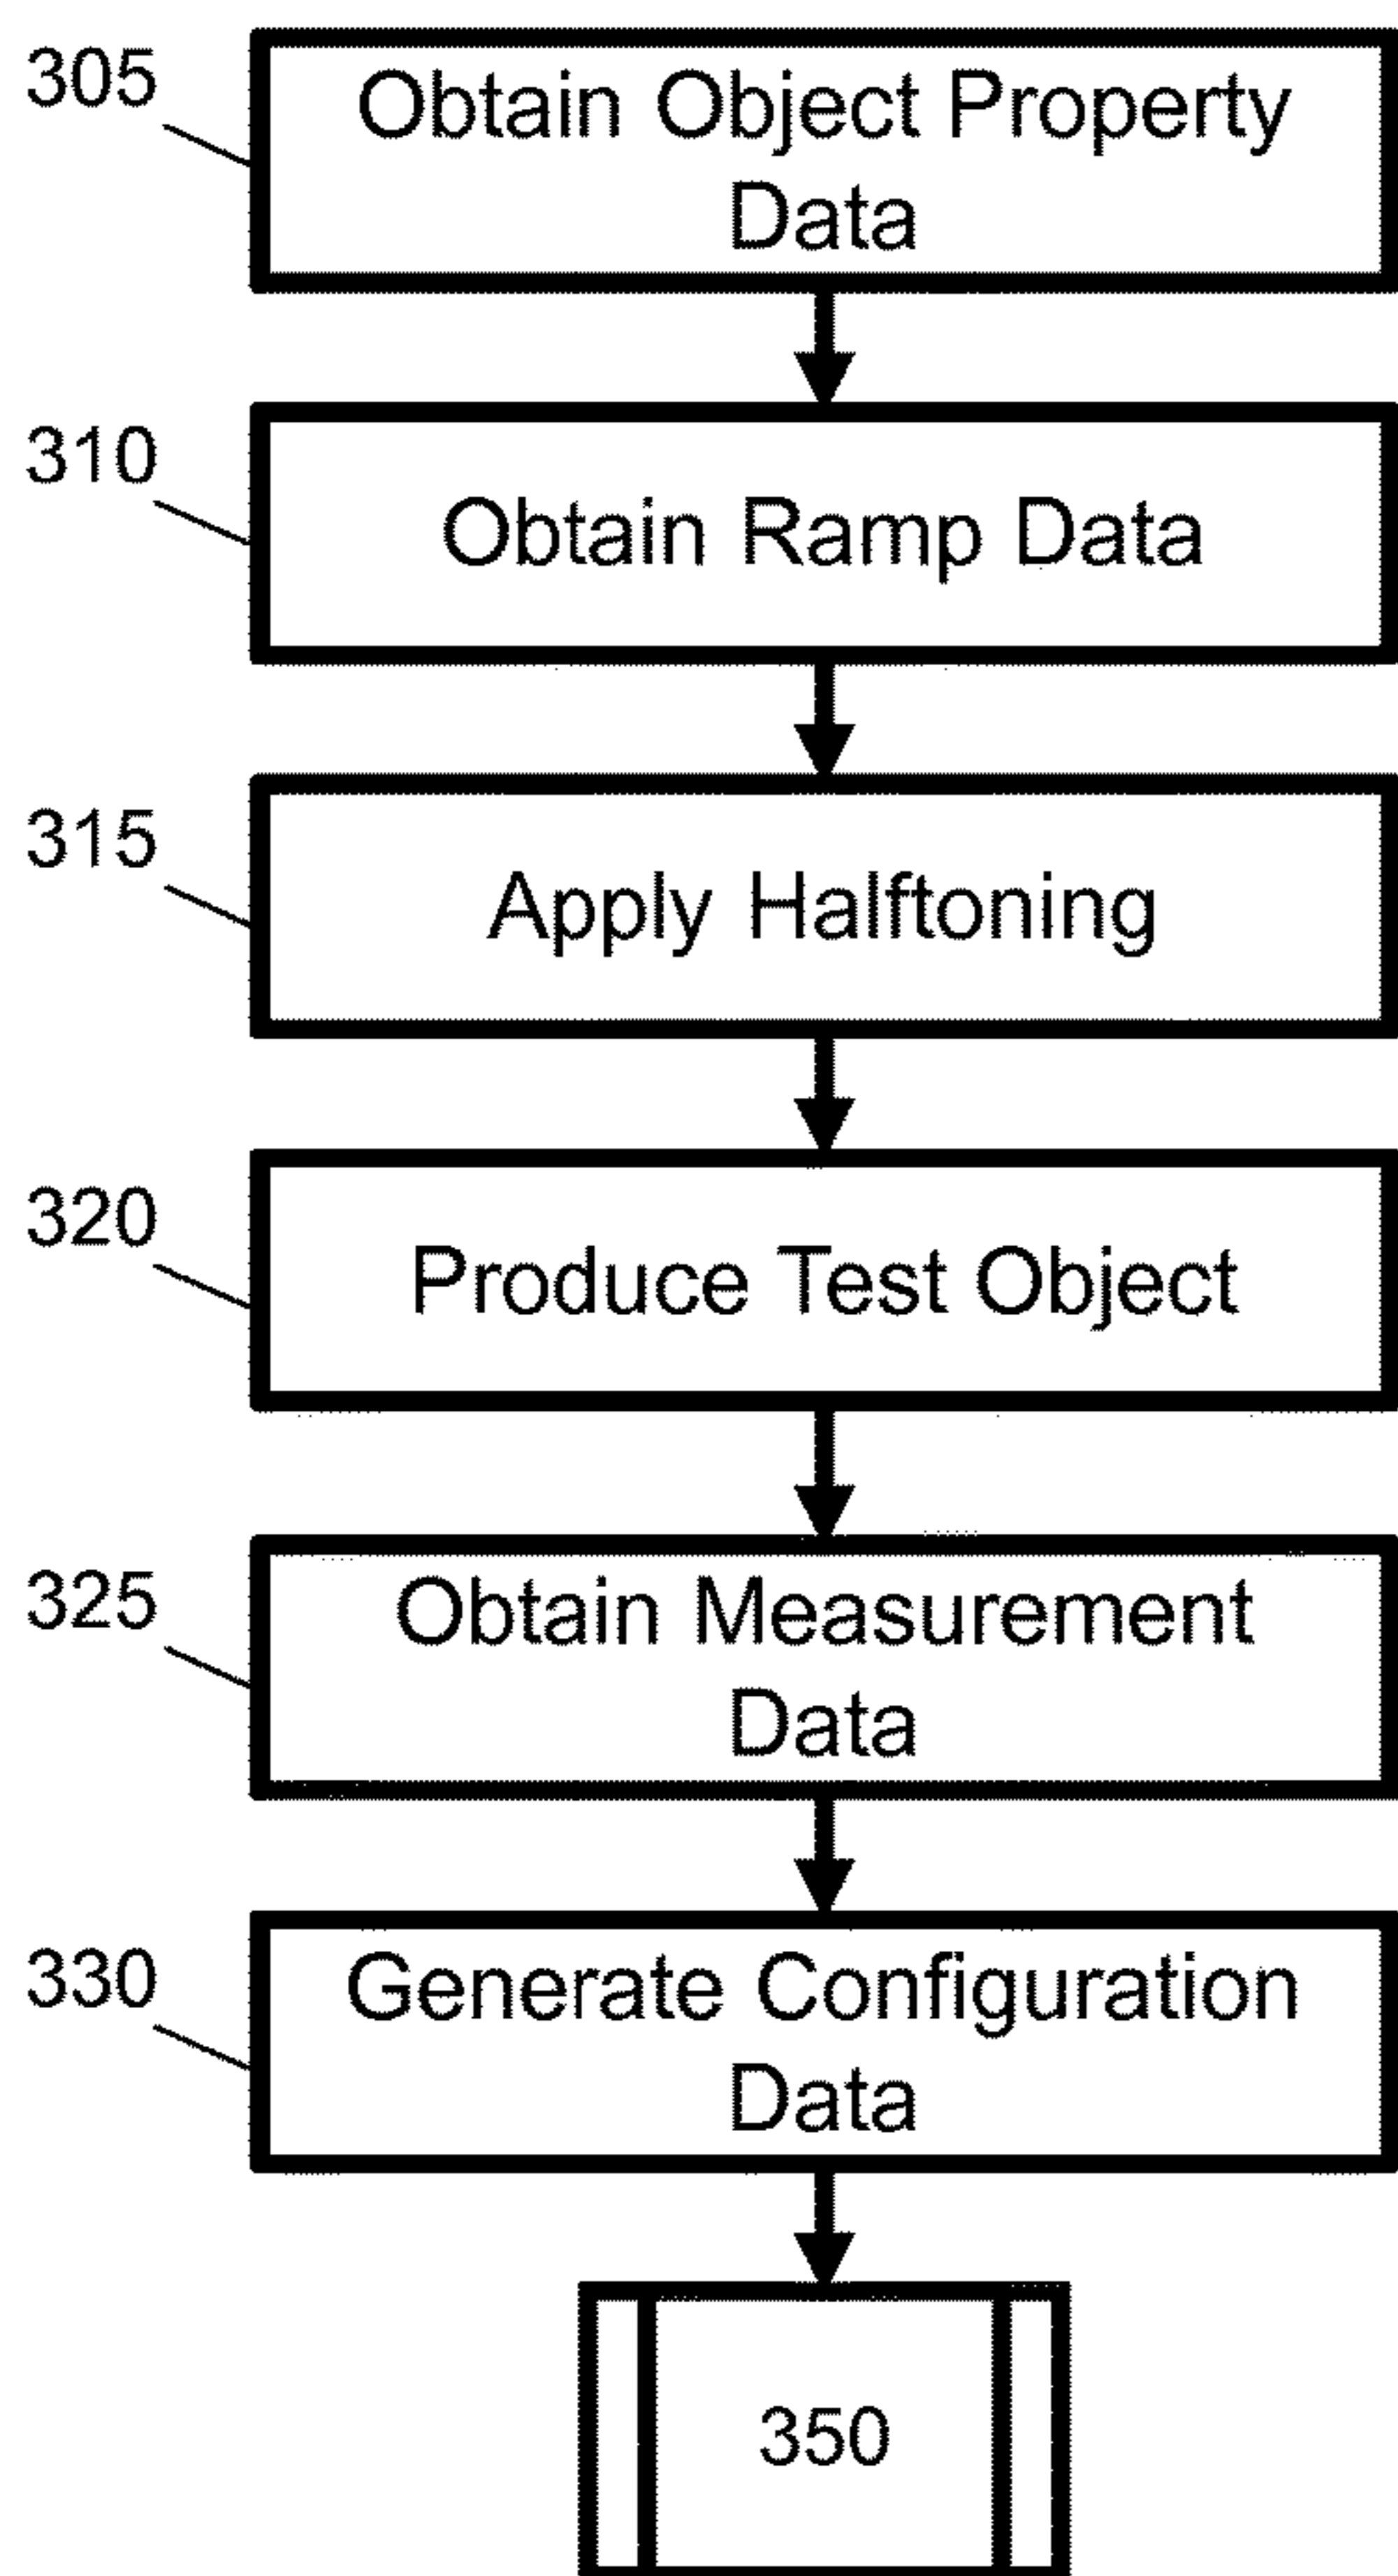 305
Obtain Object Property
Data
310
Obtain Ramp Data
315
Apply Halftoning
320
Produce Test Object
325
Obtain Measurement
Data
330
Generate Configuration
Data
350